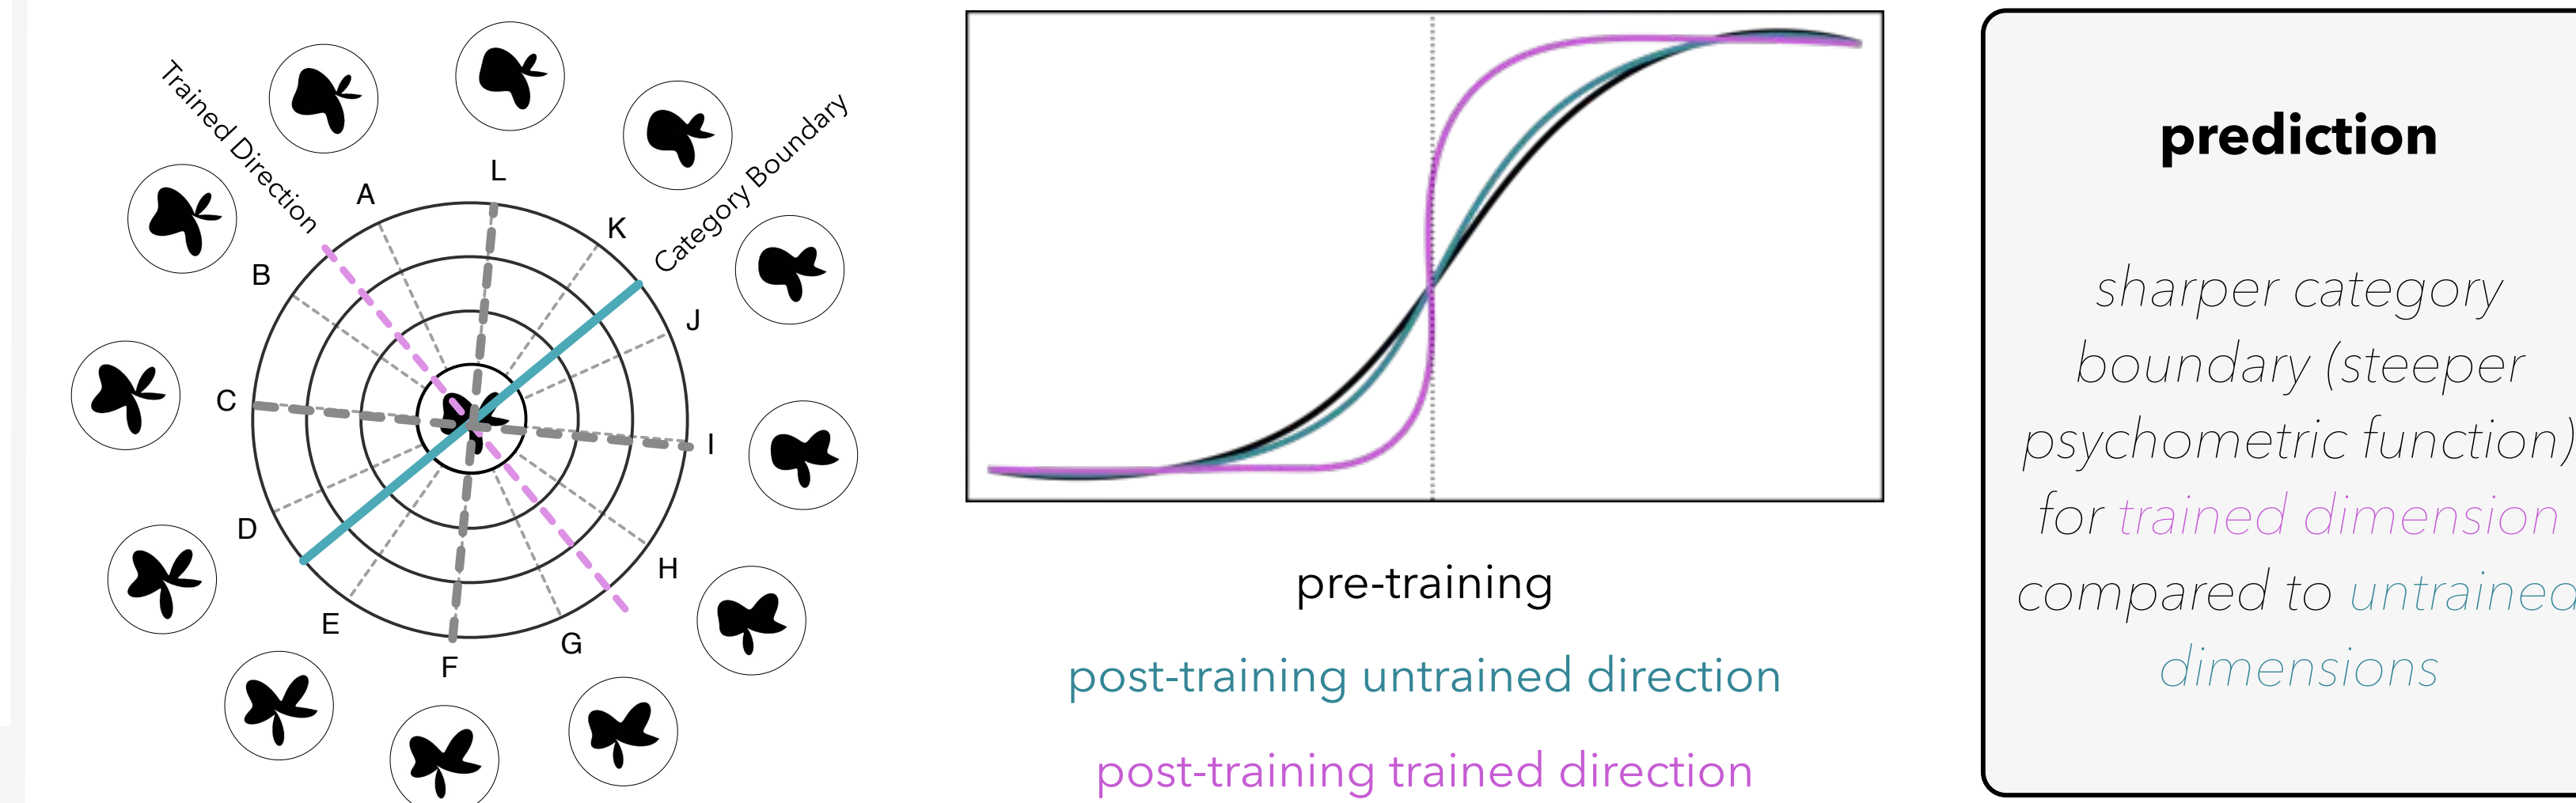 Trained Direction
Category Boundary
L
A
K
B
J
C
I
D
H
E
G
F
pre-training
post-training untrained direction
post-training trained direction
prediction
sharper category
boundary (steeper
psychometric function)
for trained dimension
compared to untrained
dimensions